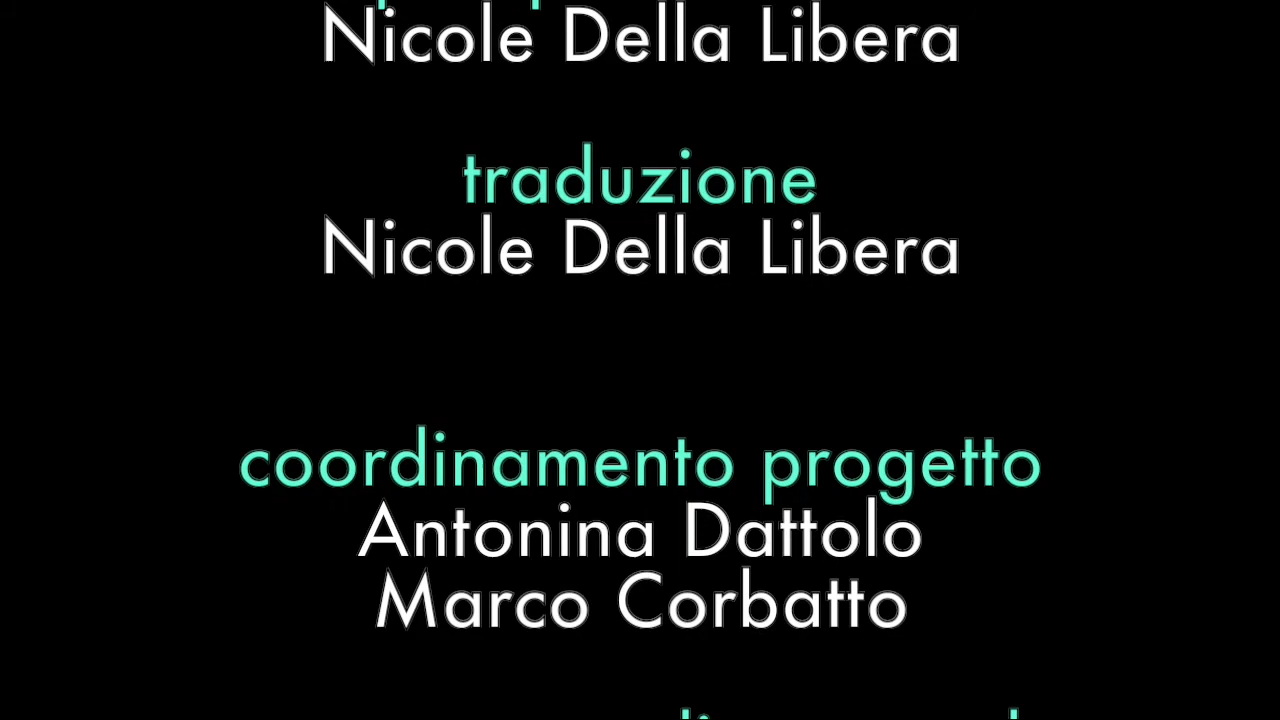 Nicole Della Libera
traduzione
Nicole Della Libera
coordinamento progetto
Antonina Dattolo
Marco Corbatto